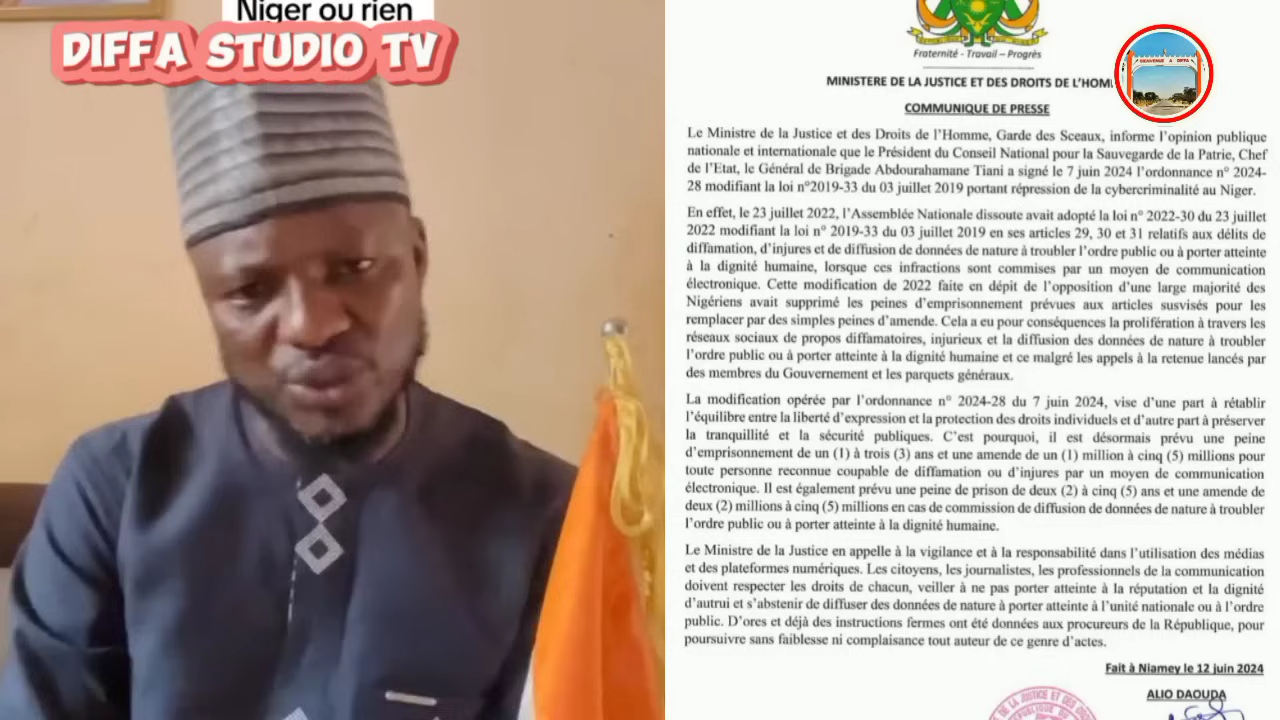 Niger ou rien
DIFFA STUDIO TV
Fraternité - Travail – Progrès
BIENVENUE A DIFFA
MINISTERE DE LA JUSTICE ET DES DROITS DE L'HOM
COMMUNIQUE DE PRESSE
Le Ministre de la Justice et des Droits de l'Homme, Garde des Sceaux, informe l'opinion publique
nationale et internationale que le Président du Conseil National pour la Sauvegarde de la Patrie, Chef
de l'Etat, le Général de Brigade Abdourahamane Tiani a signé le 7 juin 2024 l'ordonnance n° 2024-
28 modifiant la loi n°2019-33 du 03 juillet 2019 portant répression de la cybercriminalité au Niger.
En effet, le 23 juillet 2022, l'Assemblée Nationale dissoute avait adopté la loi n° 2022-30 du 23 juillet
2022 modifiant la loi n° 2019-33 du 03 juillet 2019 en ses articles 29, 30 et 31 relatifs aux délits de
diffamation, d'injures et de diffusion de données de nature à troubler l'ordre public ou à porter atteinte
à la dignité humaine, lorsque ces infractions sont commises par un moyen de communication
électronique. Cette modification de 2022 faite en dépit de l'opposition d'une large majorité des
Nigériens avait supprimé les peines d'emprisonnement prévues aux articles susvisés pour les
remplacer par des simples peines d'amende. Cela a eu pour conséquences la prolifération à travers les
réseaux sociaux de propos diffamatoires, injurieux et la diffusion des données de nature à troubler
l'ordre public ou à porter atteinte à la dignité humaine et ce malgré les appels à la retenue lancés par
des membres du Gouvernement et les parquets généraux.
La modification opérée par l'ordonnance n° 2024-28 du 7 juin 2024, vise d'une part à rétablir
l'équilibre entre la liberté d'expression et la protection des droits individuels et d'autre part à préserver
la tranquillité et la sécurité publiques. C'est pourquoi, il est désormais prévu une peine
d'emprisonnement de un (1) à trois (3) ans et une amende de un (1) million à cinq (5) millions pour
toute personne reconnue coupable de diffamation ou d'injures par un moyen de communication
électronique. Il est également prévu une peine de prison de deux (2) à cinq (5) ans et une amende de
deux (2) millions à cinq (5) millions en cas de commission de diffusion de données de nature à troubler
l'ordre public ou à porter atteinte à la dignité humaine.
Le Ministre de la Justice en appelle à la vigilance et à la responsabilité dans l'utilisation des médias
et des plateformes numériques. Les citoyens, les journalistes, les professionnels de la communication
doivent respecter les droits de chacun, veiller à ne pas porter atteinte à la réputation et la dignité
d'autrui et s'abstenir de diffuser des données de nature à porter atteinte à l'unité nationale ou à l'ordre
public. D'ores et déjà des instructions fermes ont été données aux procureurs de la République, pour
poursuivre sans faiblesse ni complaisance tout auteur de ce genre d'actes.
Fait à Niamey le 12 juin 2024
ALIO DAOUDA
DE LA JUSTICE ET DES